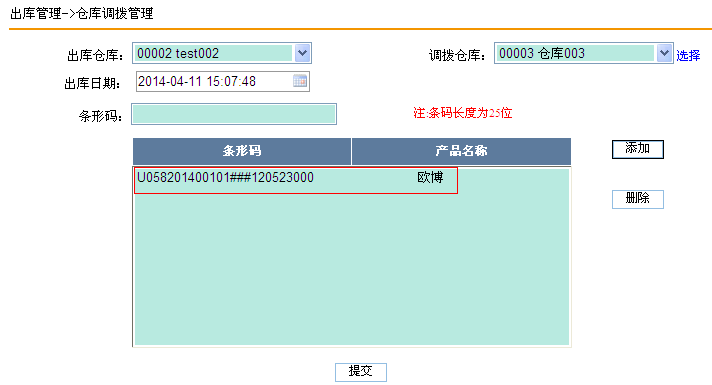 出库管理->仓库调拨管理
出库仓库： 00002 test002 调拨仓库： 00003 仓库003 选择
出库日期： 2014-04-11 15:07:48
条形码： 注:条码长度为25位
条形码 产品名称 添加
U058201400101###120523000 欧博
删除
提交